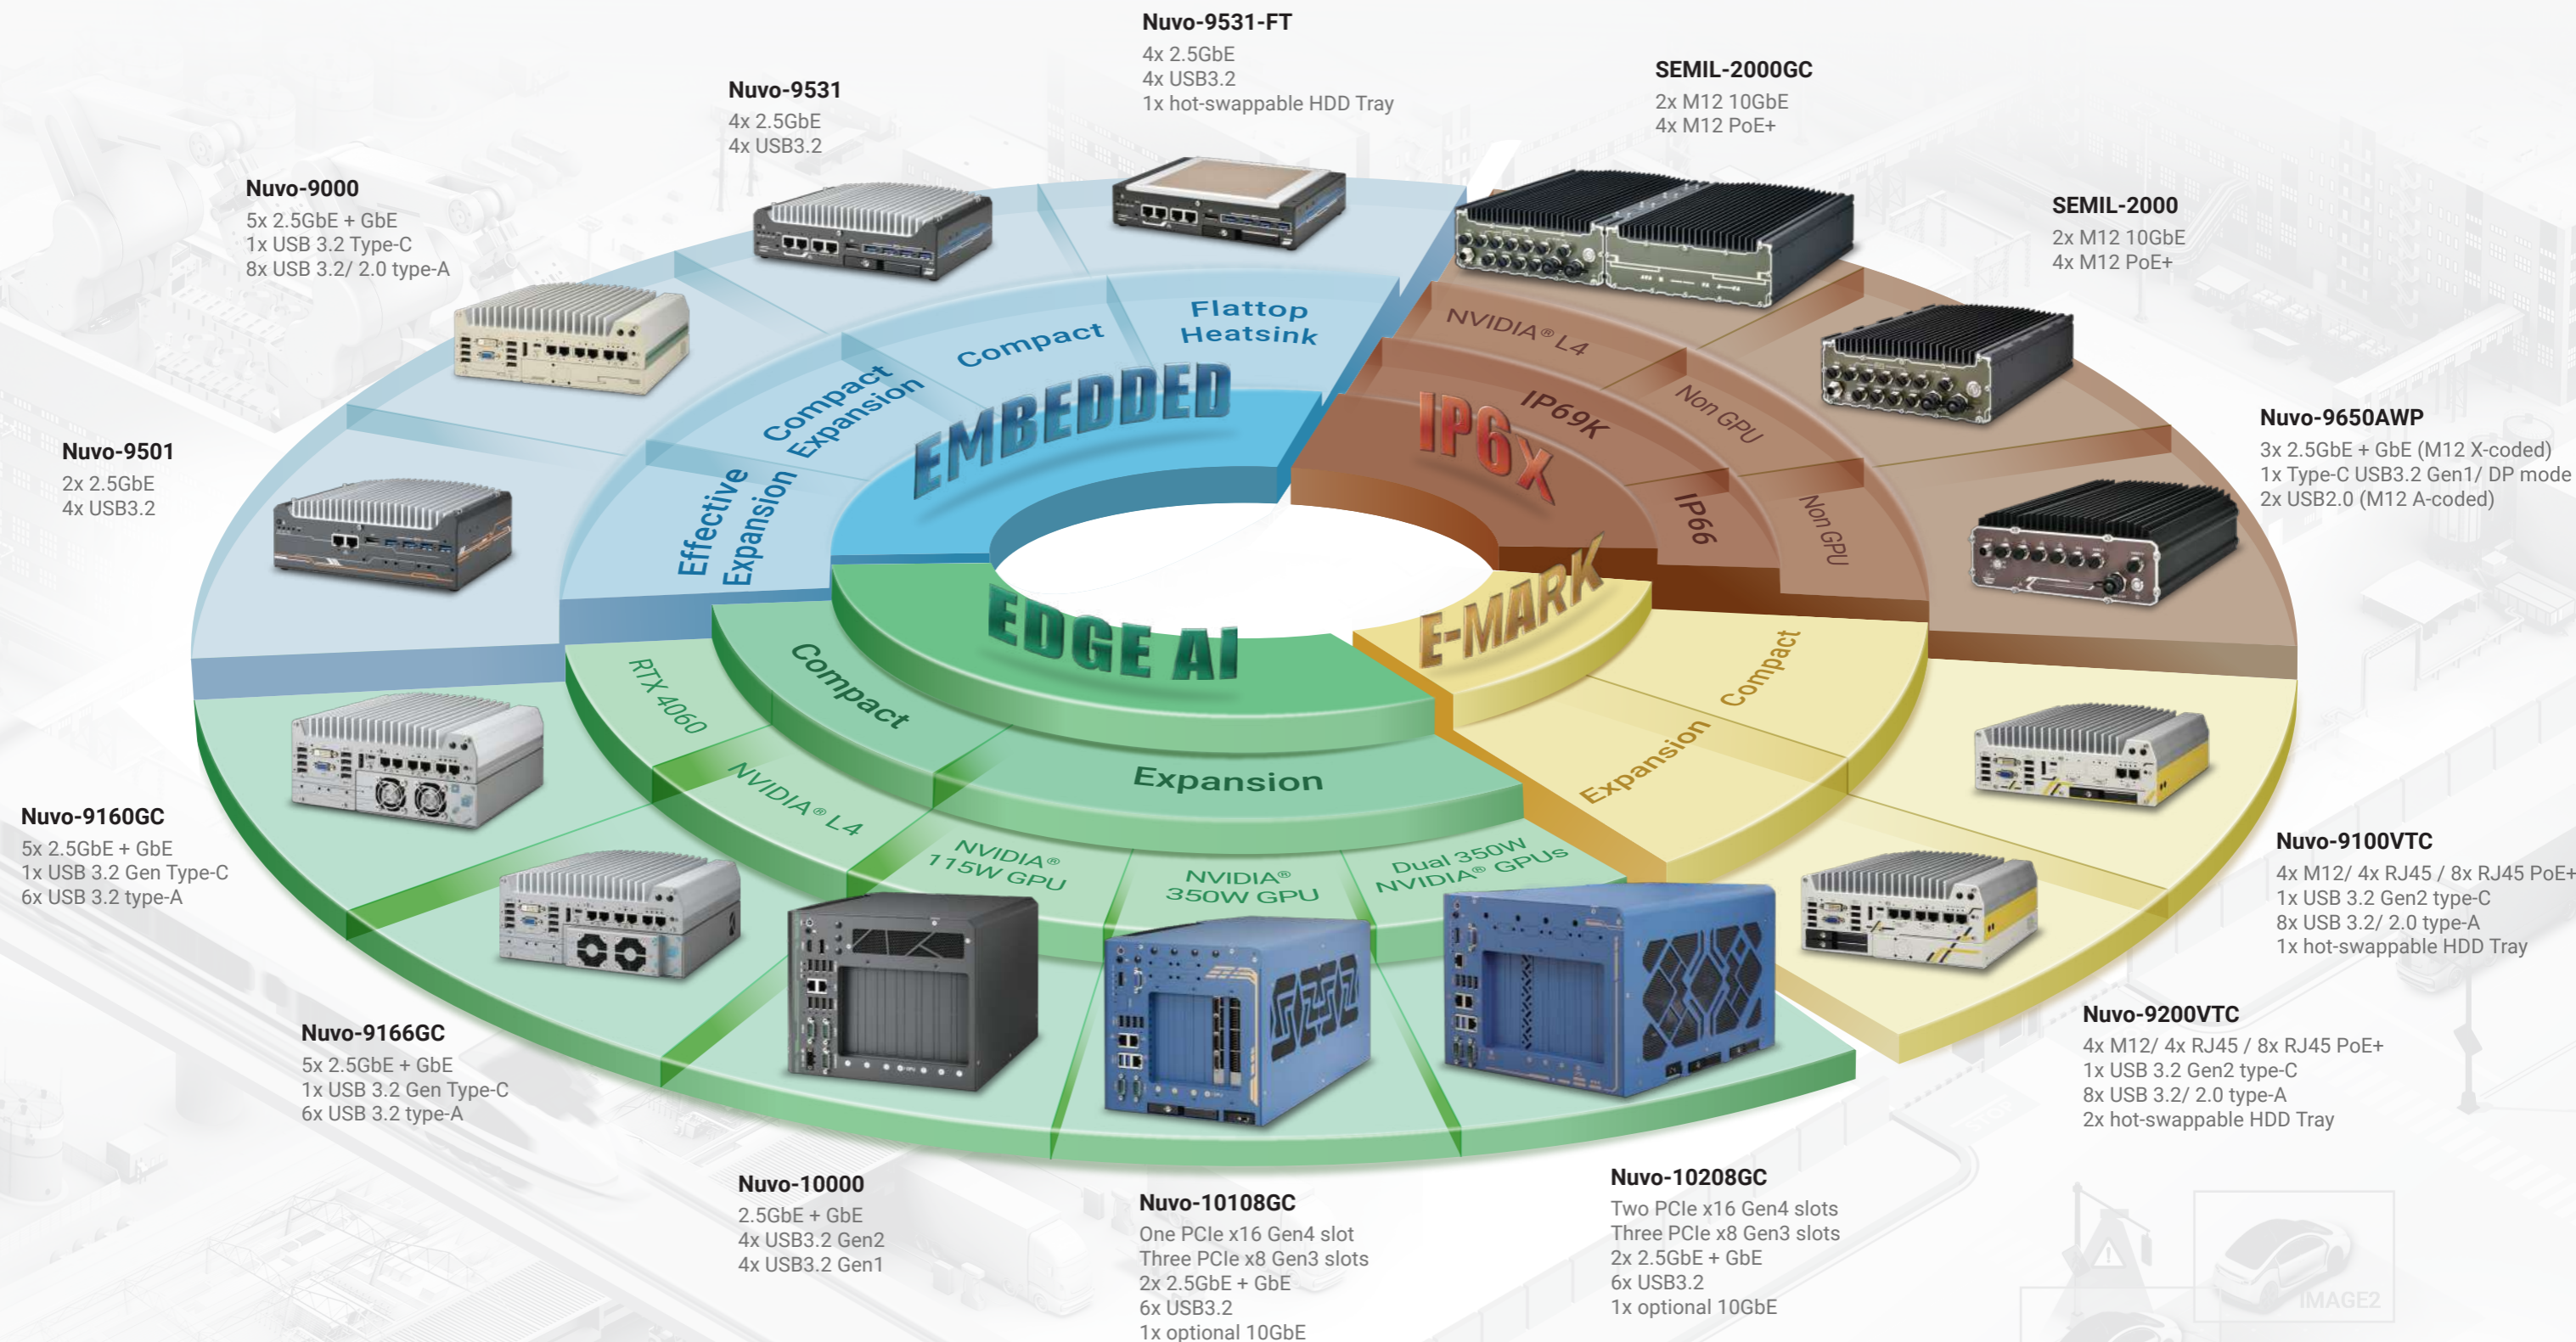 Nuvo-9531-FT
4x 2.5GbE
4x USB3.2
1x hot-swappable HDD Tray
SEMIL-2000GC
2x M12 10GbE
4x M12 PoE+
Nuvo-9531
4x 2.5GbE
4x USB3.2
Nuvo-9000
5x 2.5GbE + GbE
1x USB 3.2 Type-C
8x USB 3.2/ 2.0 type-A
SEMIL-2000
2x M12 10GbE
4x M12 PoE+
Nuvo-9501
2x 2.5GbE
4x USB3.2
Nuvo-9650AWP
3x 2.5GbE + GbE (M12 X-coded)
1x Type-C USB3.2 Gen1/ DP mode
2x USB2.0 (M12 A-coded)
EMBEDDED
Effective
Expansion
Compact
Expansion
Compact
Flattop
Heatsink
IP6X
IP69K
NVIDIA® L4
Non GPU
IP66
Non GPU
EDGE AI
Compact
RTX 4060
NVIDIA® L4
Expansion
NVIDIA®
115W GPU
NVIDIA®
350W GPU
Dual 350W
NVIDIA® GPUs
E-MARK
Compact
Expansion
Nuvo-9160GC
5x 2.5GbE + GbE
1x USB 3.2 Gen Type-C
6x USB 3.2 type-A
Nuvo-9100VTC
4x M12/ 4x RJ45 / 8x RJ45 PoE+
1x USB 3.2 Gen2 type-C
8x USB 3.2/ 2.0 type-A
1x hot-swappable HDD Tray
Nuvo-9166GC
5x 2.5GbE + GbE
1x USB 3.2 Gen Type-C
6x USB 3.2 type-A
Nuvo-9200VTC
4x M12/ 4x RJ45 / 8x RJ45 PoE+
1x USB 3.2 Gen2 type-C
8x USB 3.2/ 2.0 type-A
2x hot-swappable HDD Tray
Nuvo-10000
2.5GbE + GbE
4x USB3.2 Gen2
4x USB3.2 Gen1
Nuvo-10108GC
One PCIe x16 Gen4 slot
Three PCIe x8 Gen3 slots
2x 2.5GbE + GbE
6x USB3.2
1x optional 10GbE
Nuvo-10208GC
Two PCIe x16 Gen4 slots
Three PCIe x8 Gen3 slots
2x 2.5GbE + GbE
6x USB3.2
1x optional 10GbE
STOP
IMAGE2